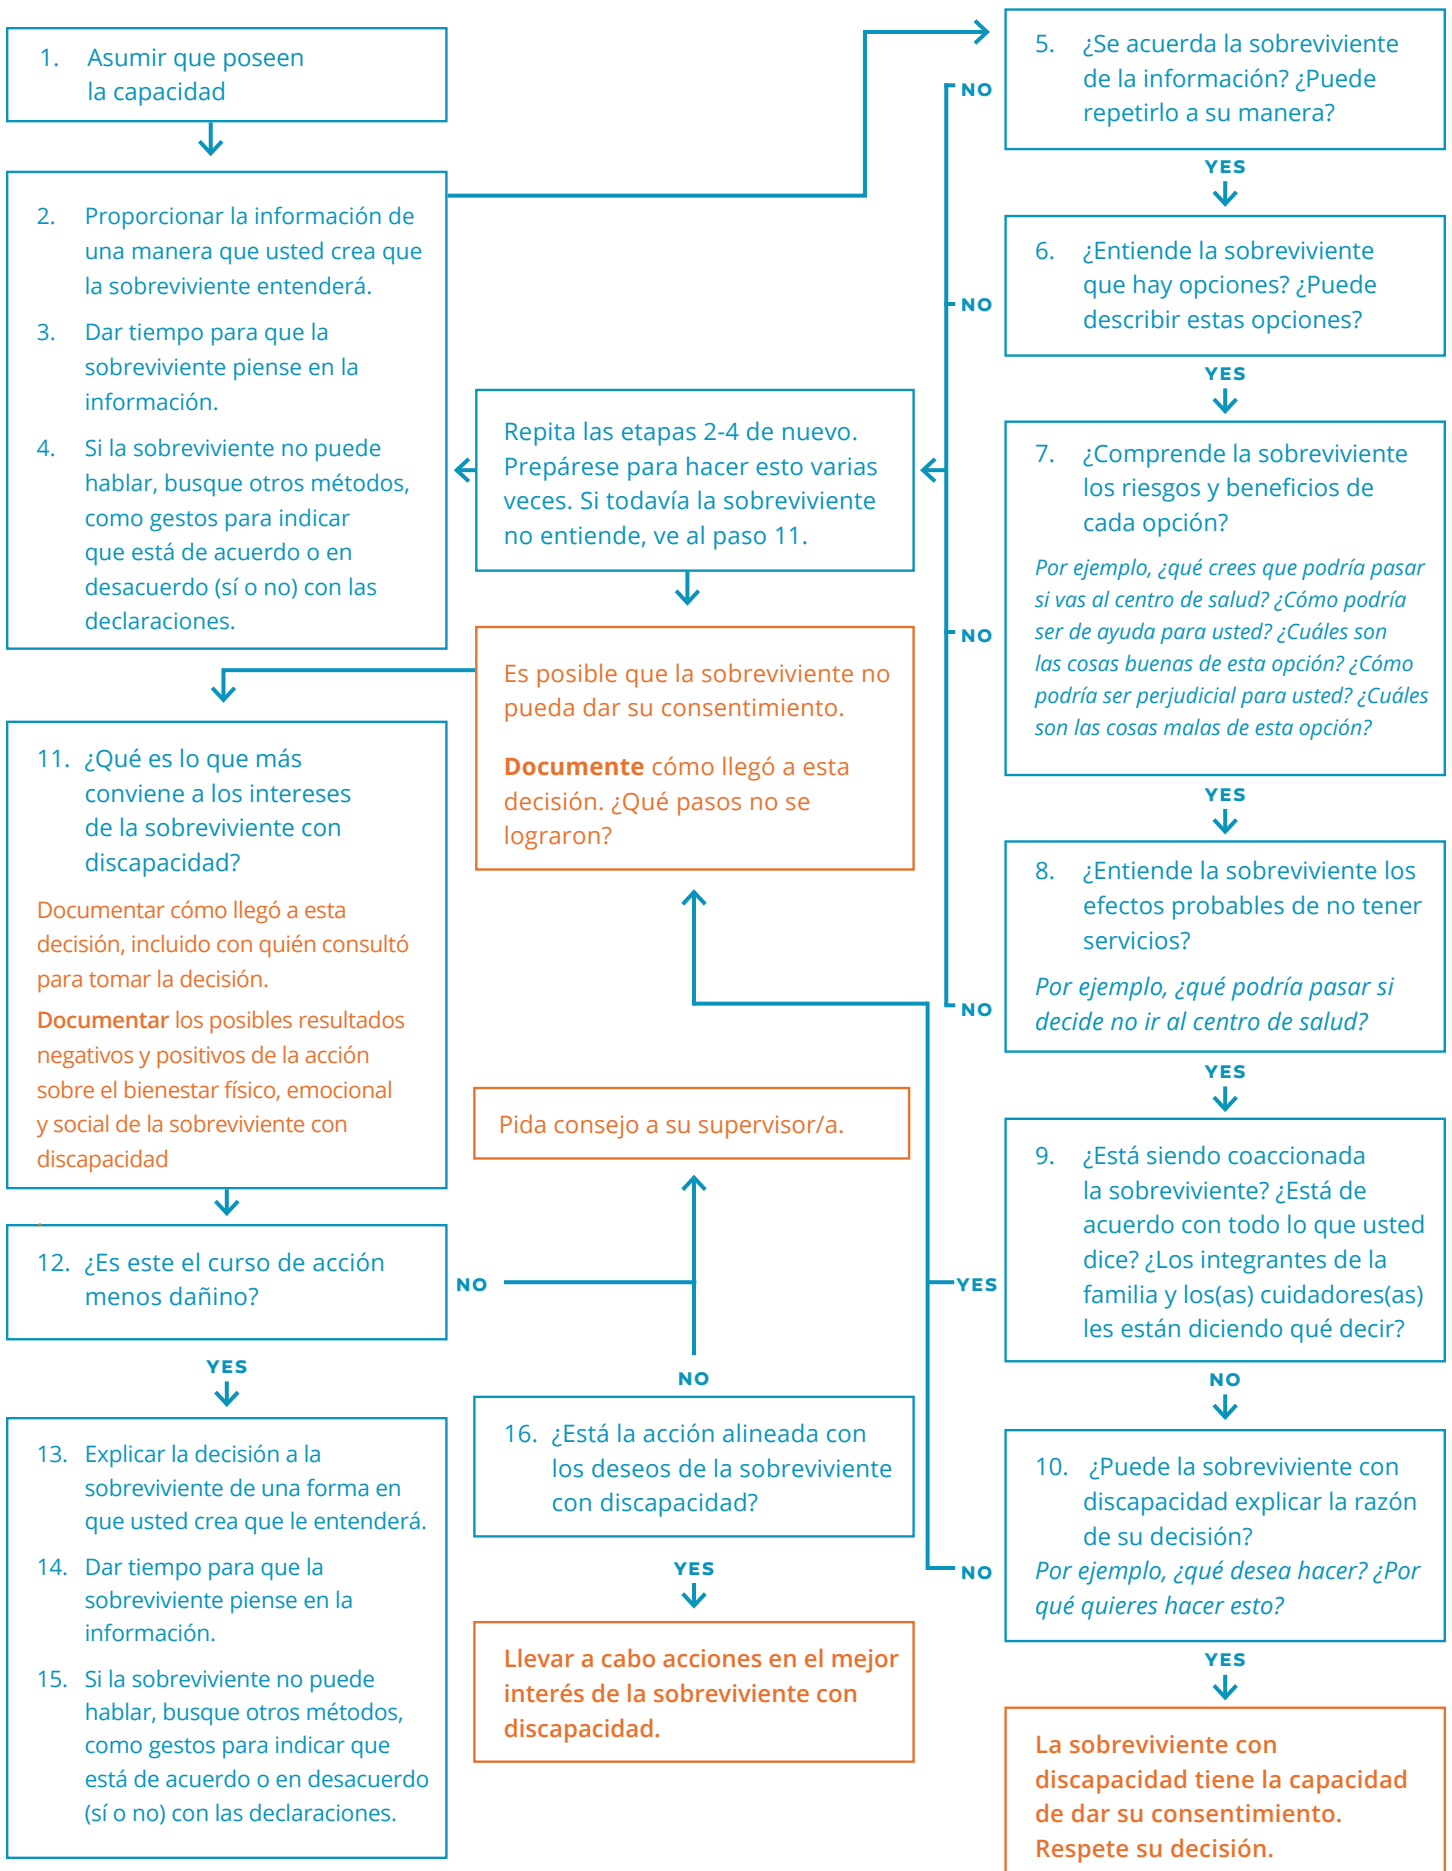 1. Asumir que poseen
la capacidad
2. Proporcionar la información de
una manera que usted crea que
la sobreviviente entenderá.
3. Dar tiempo para que la
sobreviviente piense en la
información.
4. Si la sobreviviente no puede
hablar, busque otros métodos,
como gestos para indicar
que está de acuerdo o en
desacuerdo (sí o no) con las
declaraciones.
5. ¿Se acuerda la sobreviviente
de la información? ¿Puede
repetirlo a su manera?
NO
YES
6. ¿Entiende la sobreviviente
que hay opciones? ¿Puede
describir estas opciones?
NO
YES
7. ¿Comprende la sobreviviente
los riesgos y beneficios de
cada opción?
Por ejemplo, ¿qué crees que podría pasar
si vas al centro de salud? ¿Cómo podría
ser de ayuda para usted? ¿Cuáles son
las cosas buenas de esta opción? ¿Cómo
podría ser perjudicial para usted? ¿Cuáles
son las cosas malas de esta opción?
NO
YES
8. ¿Entiende la sobreviviente los
efectos probables de no tener
servicios?
Por ejemplo, ¿qué podría pasar si
decide no ir al centro de salud?
NO
YES
9. ¿Está siendo coaccionada
la sobreviviente? ¿Está de
acuerdo con todo lo que usted
dice? ¿Los integrantes de la
familia y los(as) cuidadores(as)
les están diciendo qué decir?
YES
NO
10. ¿Puede la sobreviviente con
discapacidad explicar la razón
de su decisión?
Por ejemplo, ¿qué desea hacer? ¿Por
qué quieres hacer esto?
NO
YES
La sobreviviente con
discapacidad tiene la capacidad
de dar su consentimiento.
Respete su decisión.
Repita las etapas 2-4 de nuevo.
Prepárese para hacer esto varias
veces. Si todavía la sobreviviente
no entiende, ve al paso 11.
Es posible que la sobreviviente no
pueda dar su consentimiento.
Documente cómo llegó a esta
decisión. ¿Qué pasos no se
lograron?
11. ¿Qué es lo que más
conviene a los intereses
de la sobreviviente con
discapacidad?
Documentar cómo llegó a esta
decisión, incluido con quién consultó
para tomar la decisión.
Documentar los posibles resultados
negativos y positivos de la acción
sobre el bienestar físico, emocional
y social de la sobreviviente con
discapacidad
12. ¿Es este el curso de acción
menos dañino?
NO
YES
Pida consejo a su supervisor/a.
13. Explicar la decisión a la
sobreviviente de una forma en
que usted crea que le entenderá.
14. Dar tiempo para que la
sobreviviente piense en la
información.
15. Si la sobreviviente no puede
hablar, busque otros métodos,
como gestos para indicar que
está de acuerdo o en desacuerdo
(sí o no) con las declaraciones.
NO
16. ¿Está la acción alineada con
los deseos de la sobreviviente
con discapacidad?
YES
Llevar a cabo acciones en el mejor
interés de la sobreviviente con
discapacidad.